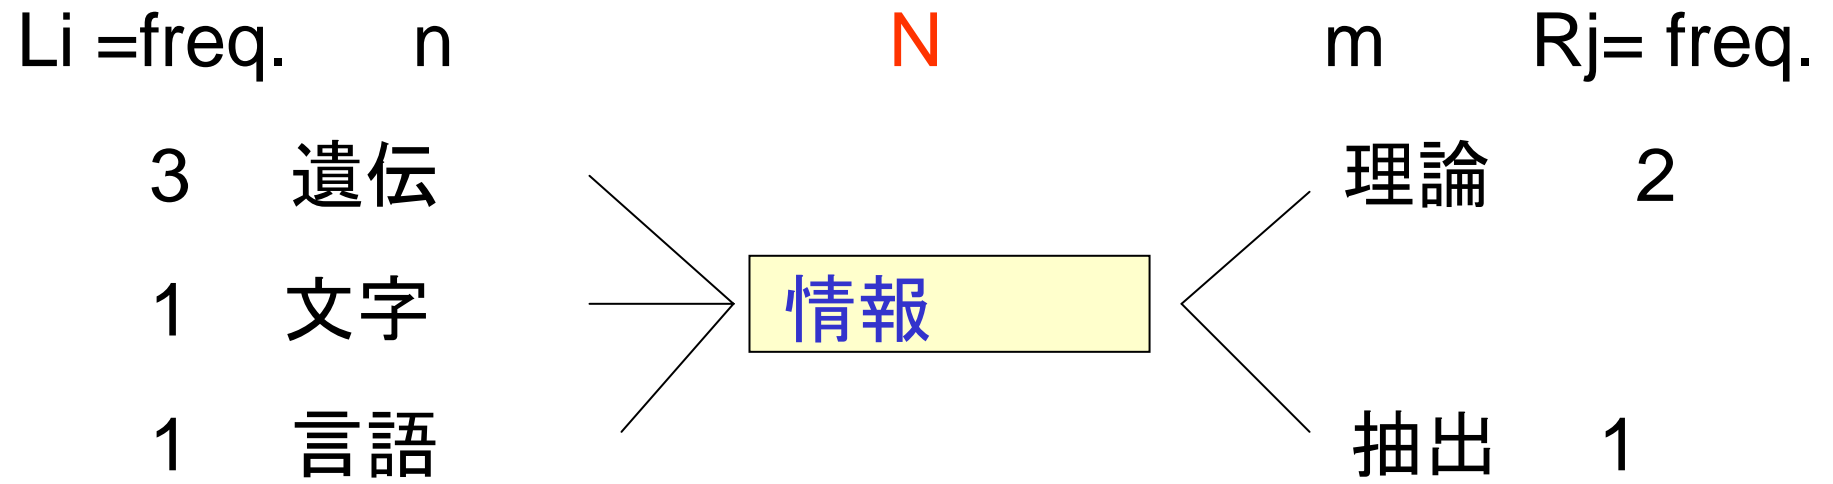 Li =freq. n N m Rj= freq.
3 遺伝 理論 2
1 文字 情報
1 言語 抽出 1